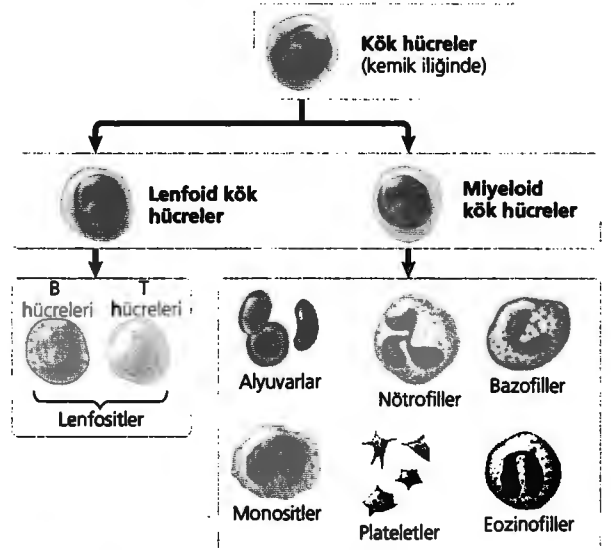 Kök hücreler
(kemik iliğinde)
Lenfoid kök
hücreler
Miyeloid
kök hücreler
B
hücreleri
T
hücreleri
Lenfositler
Alyuvarlar
Nötrofiller
Bazofiller
Monositler
Plateletler
Eozinofiller